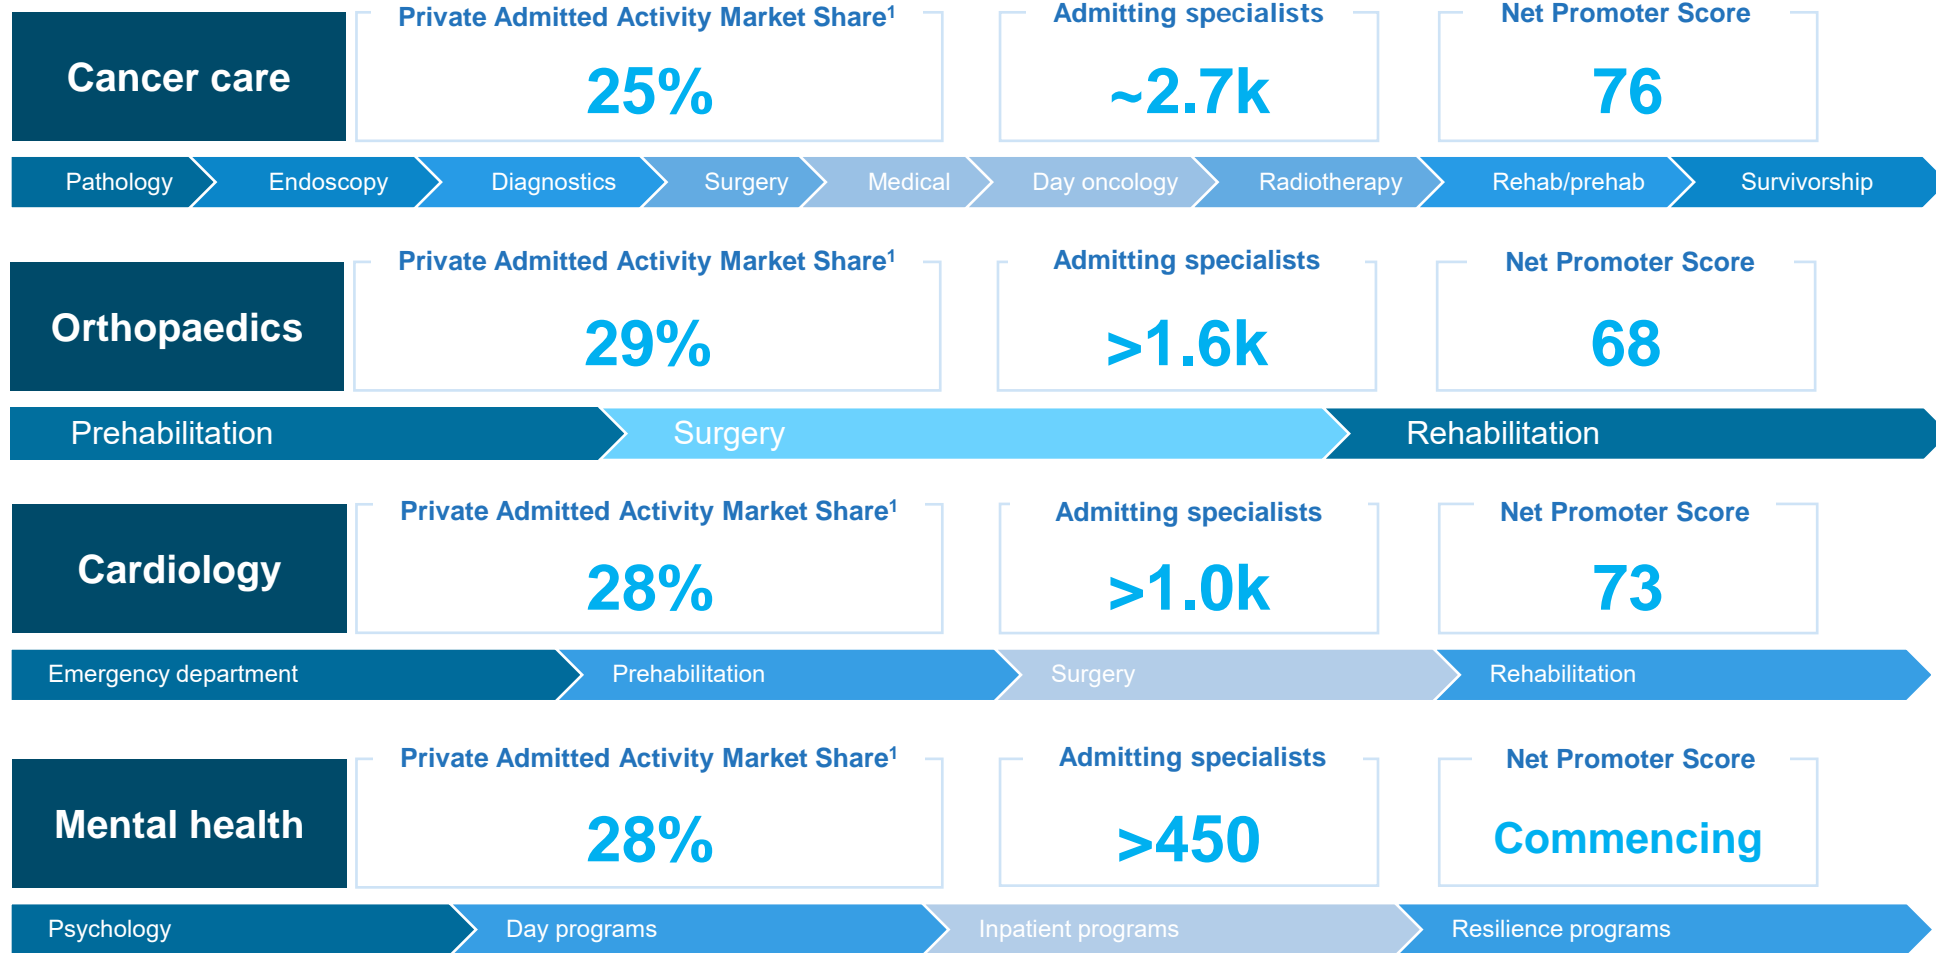 Private Admitted Activity Market Share¹
Admitting specialists
Net Promoter Score
Cancer care
25%
~2.7k
76
Pathology
Endoscopy
Diagnostics
Surgery
Medical
Day oncology
Radiotherapy
Rehab/prehab
Survivorship
Private Admitted Activity Market Share¹
Admitting specialists
Net Promoter Score
Orthopaedics
29%
>1.6k
68
Prehabilitation
Surgery
Rehabilitation
Private Admitted Activity Market Share¹
Admitting specialists
Net Promoter Score
Cardiology
28%
>1.0k
73
Emergency department
Prehabilitation
Surgery
Rehabilitation
Private Admitted Activity Market Share¹
Admitting specialists
Net Promoter Score
Mental health
28%
>450
Commencing
Psychology
Day programs
Inpatient programs
Resilience programs